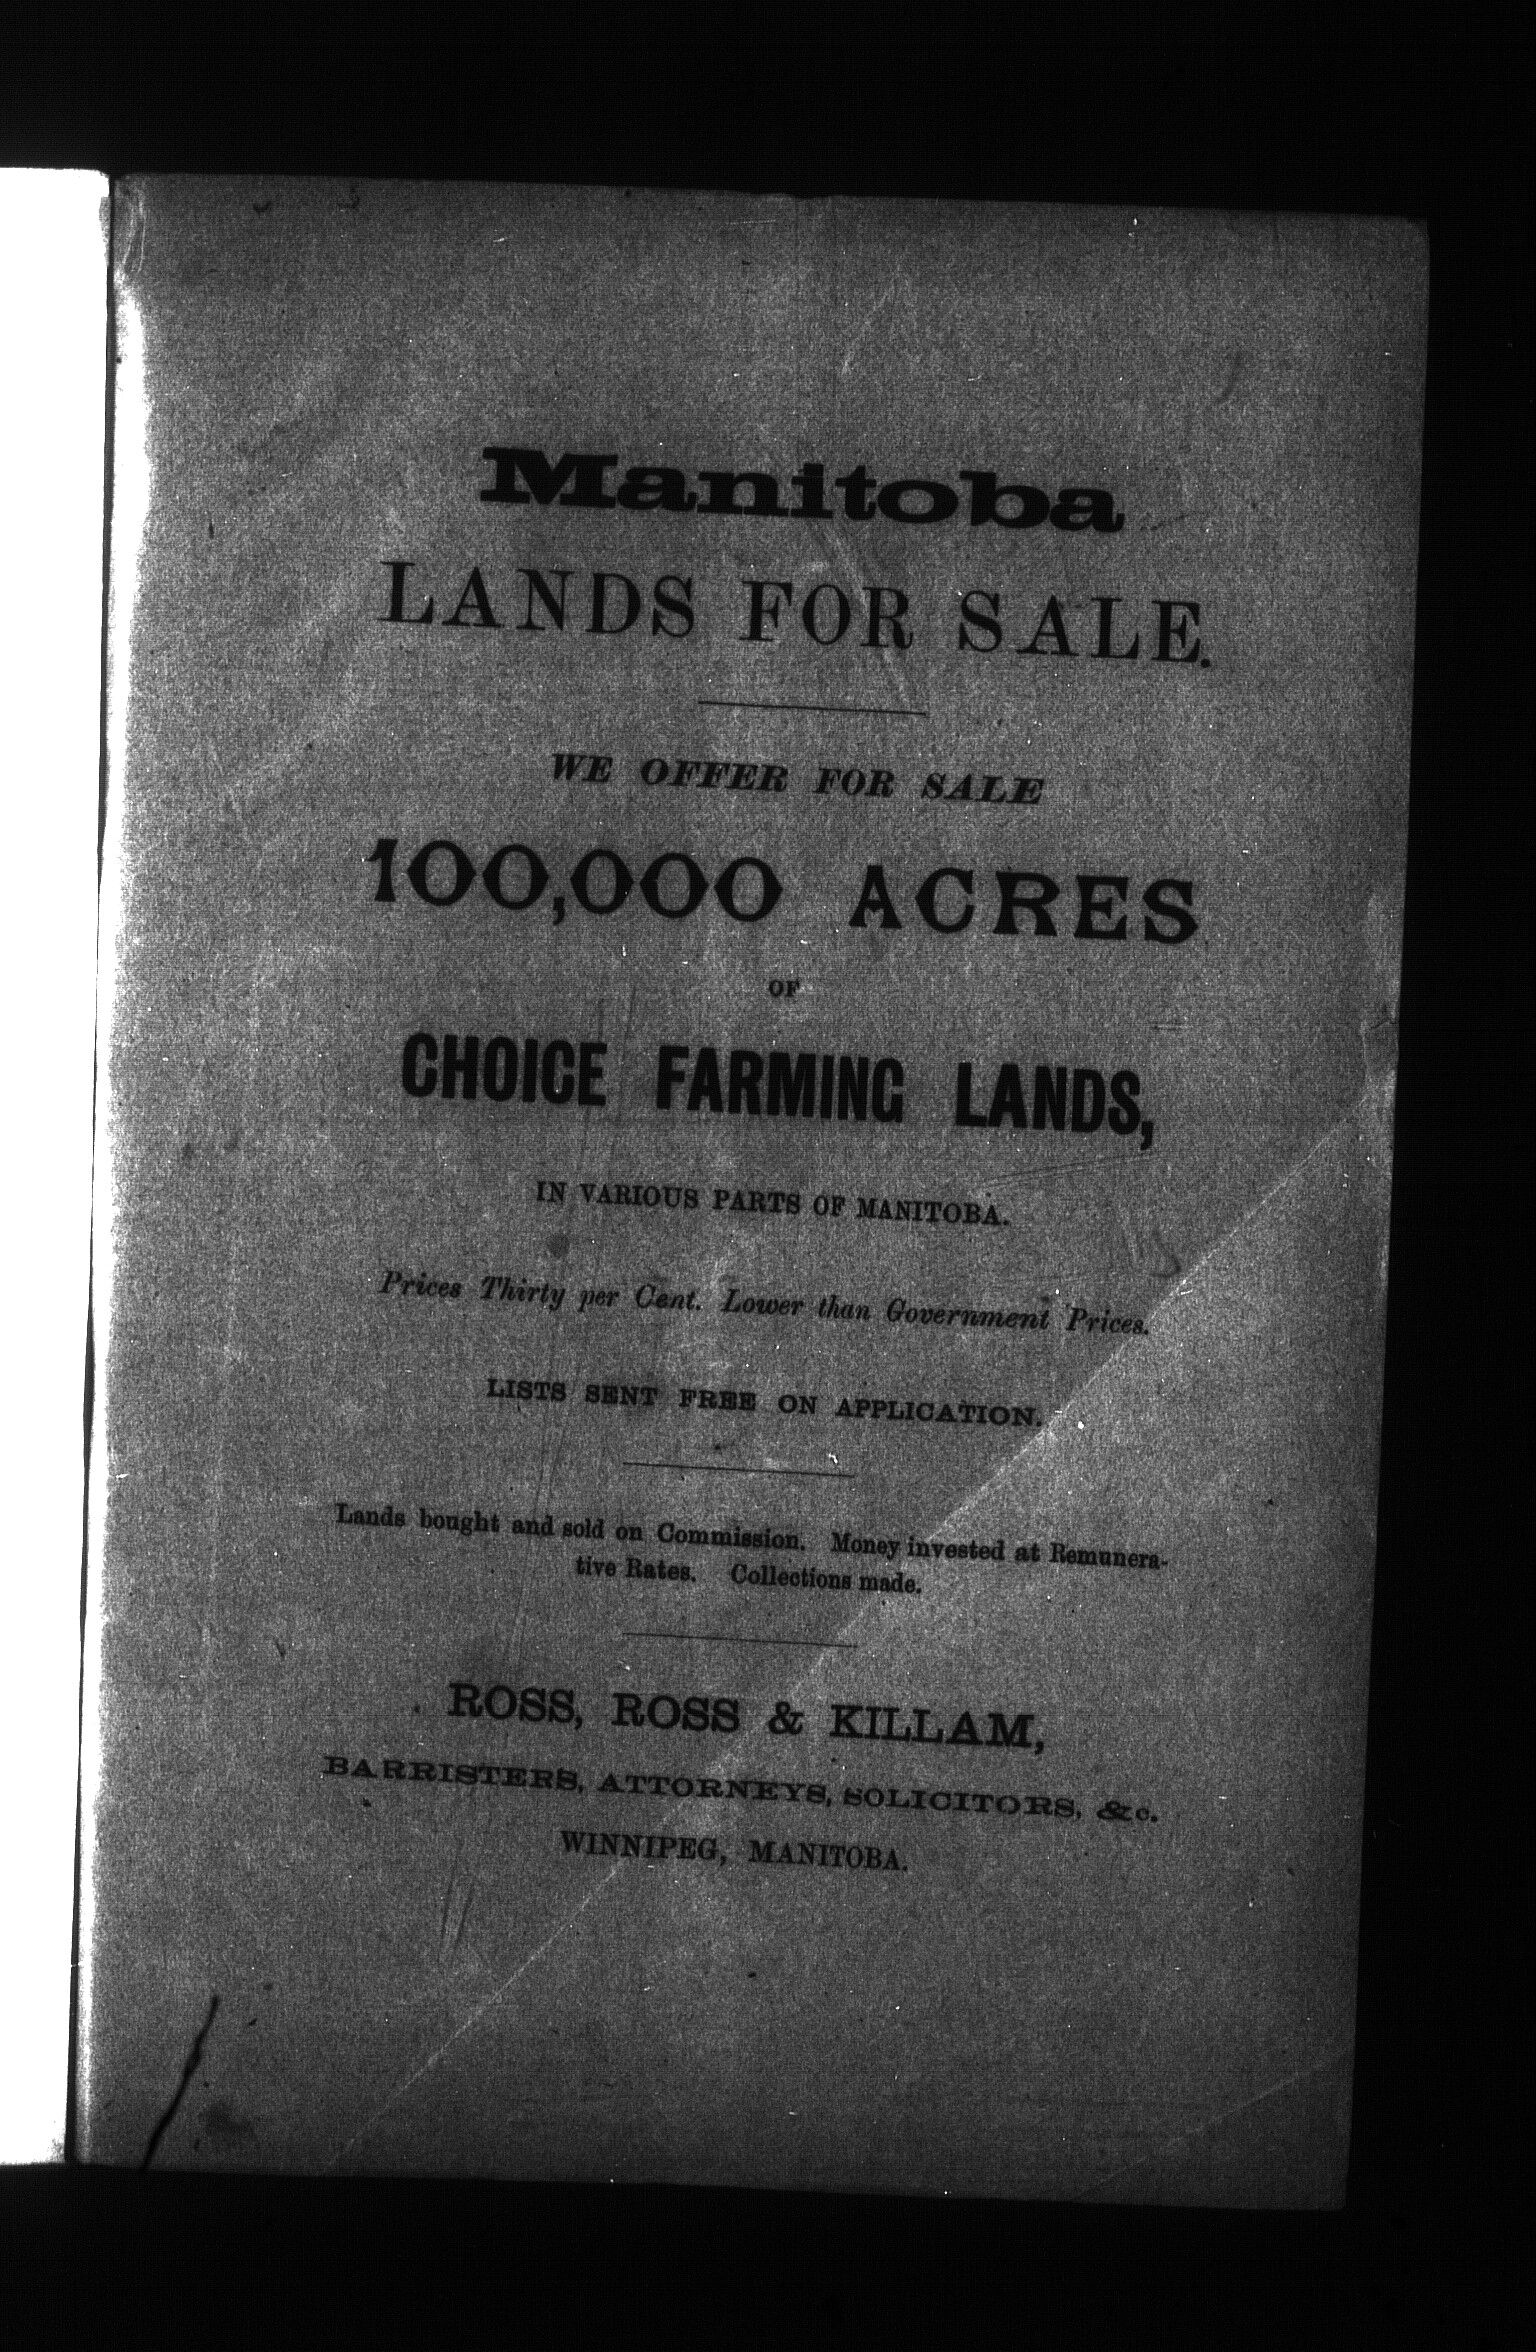 Manitoba
LANDS FOR SALE.
WE OFFER FOR SALE
100,000 ACRES
OF
CHOICE FARMING LANDS,
IN VARIOUS PARTS OF MANITOBA.
Prices Thirty per Cent. Lower than Government Prices.
LISTS SENT FREE ON APPLICATION.
Lands bought and sold on Commission. Money invested at Remunera-
tive Rates. Collections made.
ROSS, ROSS & KILLAM,
BARRISTERS, ATTORNEYS, SOLICITORS, &c.
WINNIPEG, MANITOBA.